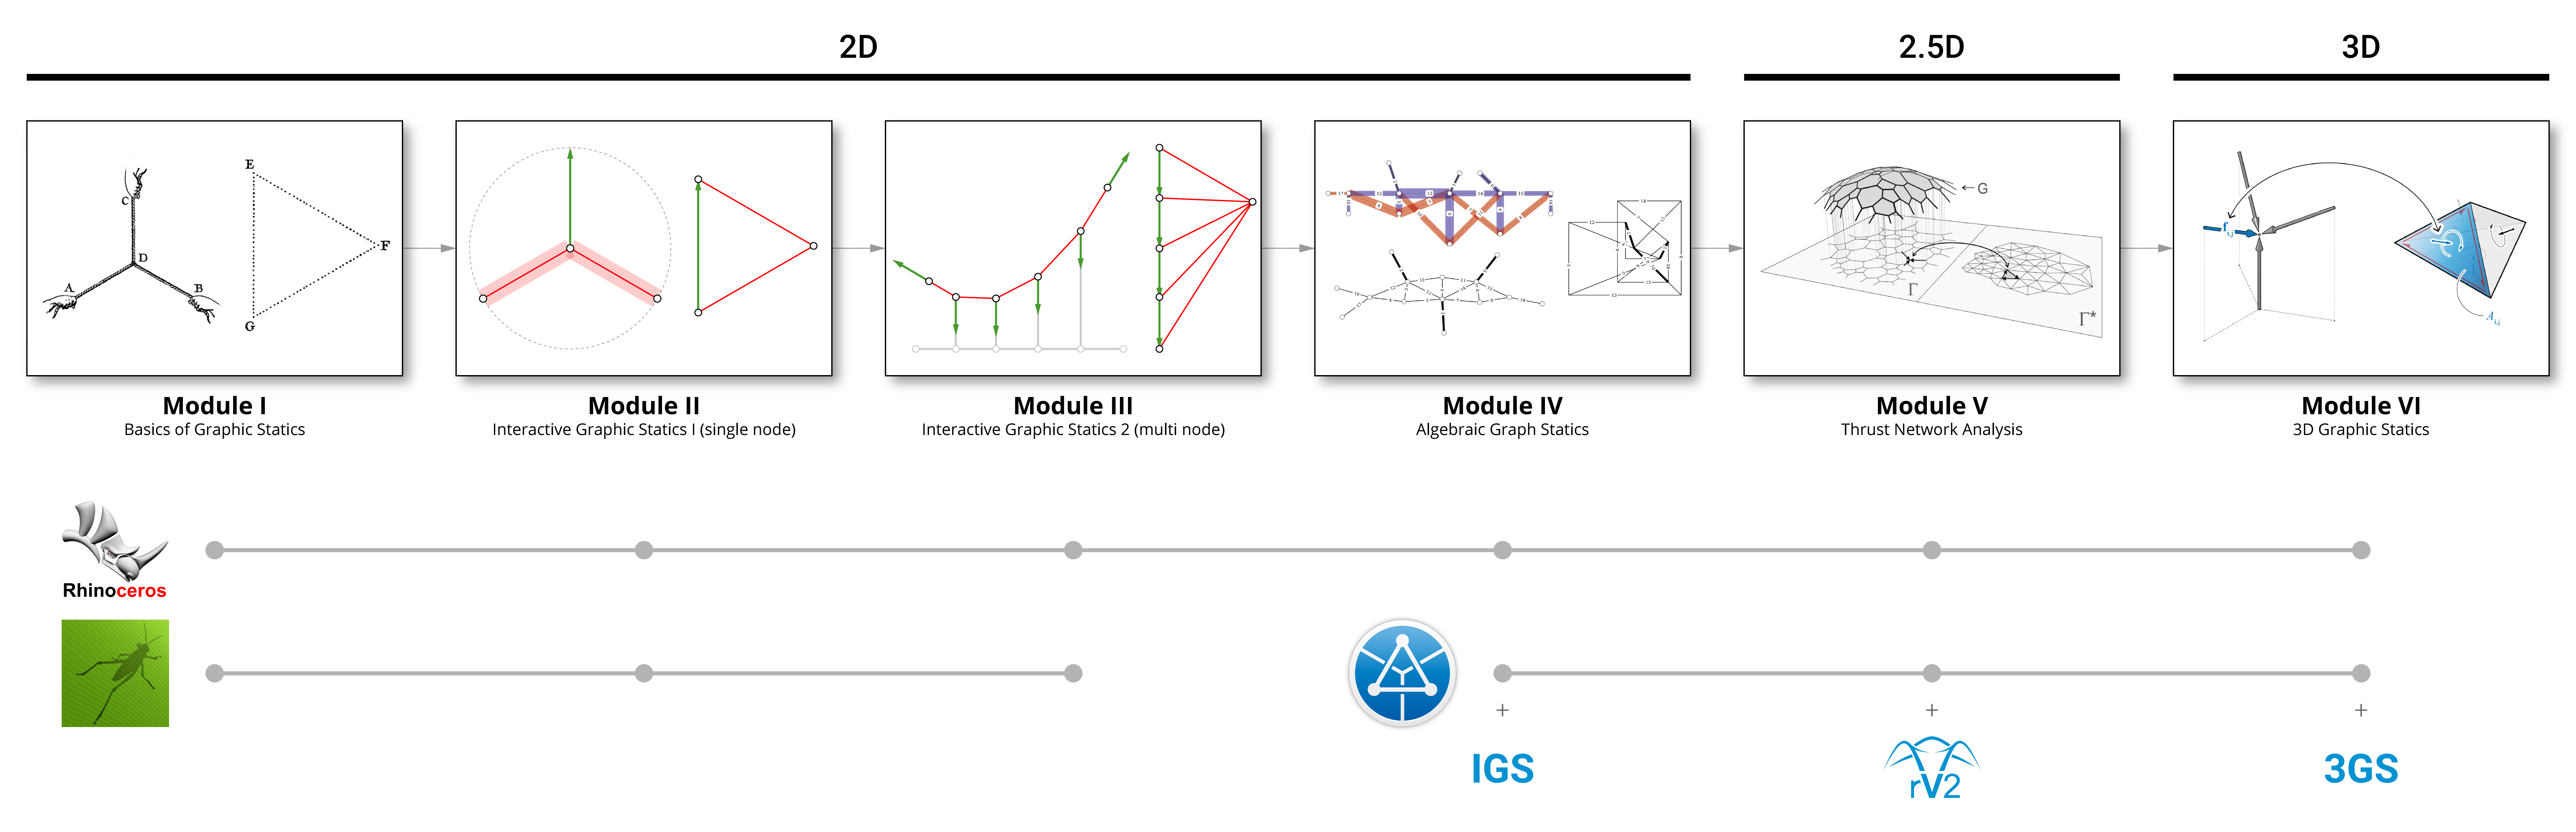 2D
2.5D
3D
C
D
A
B
E
F
G
G
Γ
Γ*
f i,j
A i,j
Module I
Basics of Graphic Statics
Module II
Interactive Graphic Statics I (single node)
Module III
Interactive Graphic Statics 2 (multi node)
Module IV
Algebraic Graph Statics
Module V
Thrust Network Analysis
Module VI
3D Graphic Statics
Rhinoceros
+
+
+
IGS
rV2
3GS